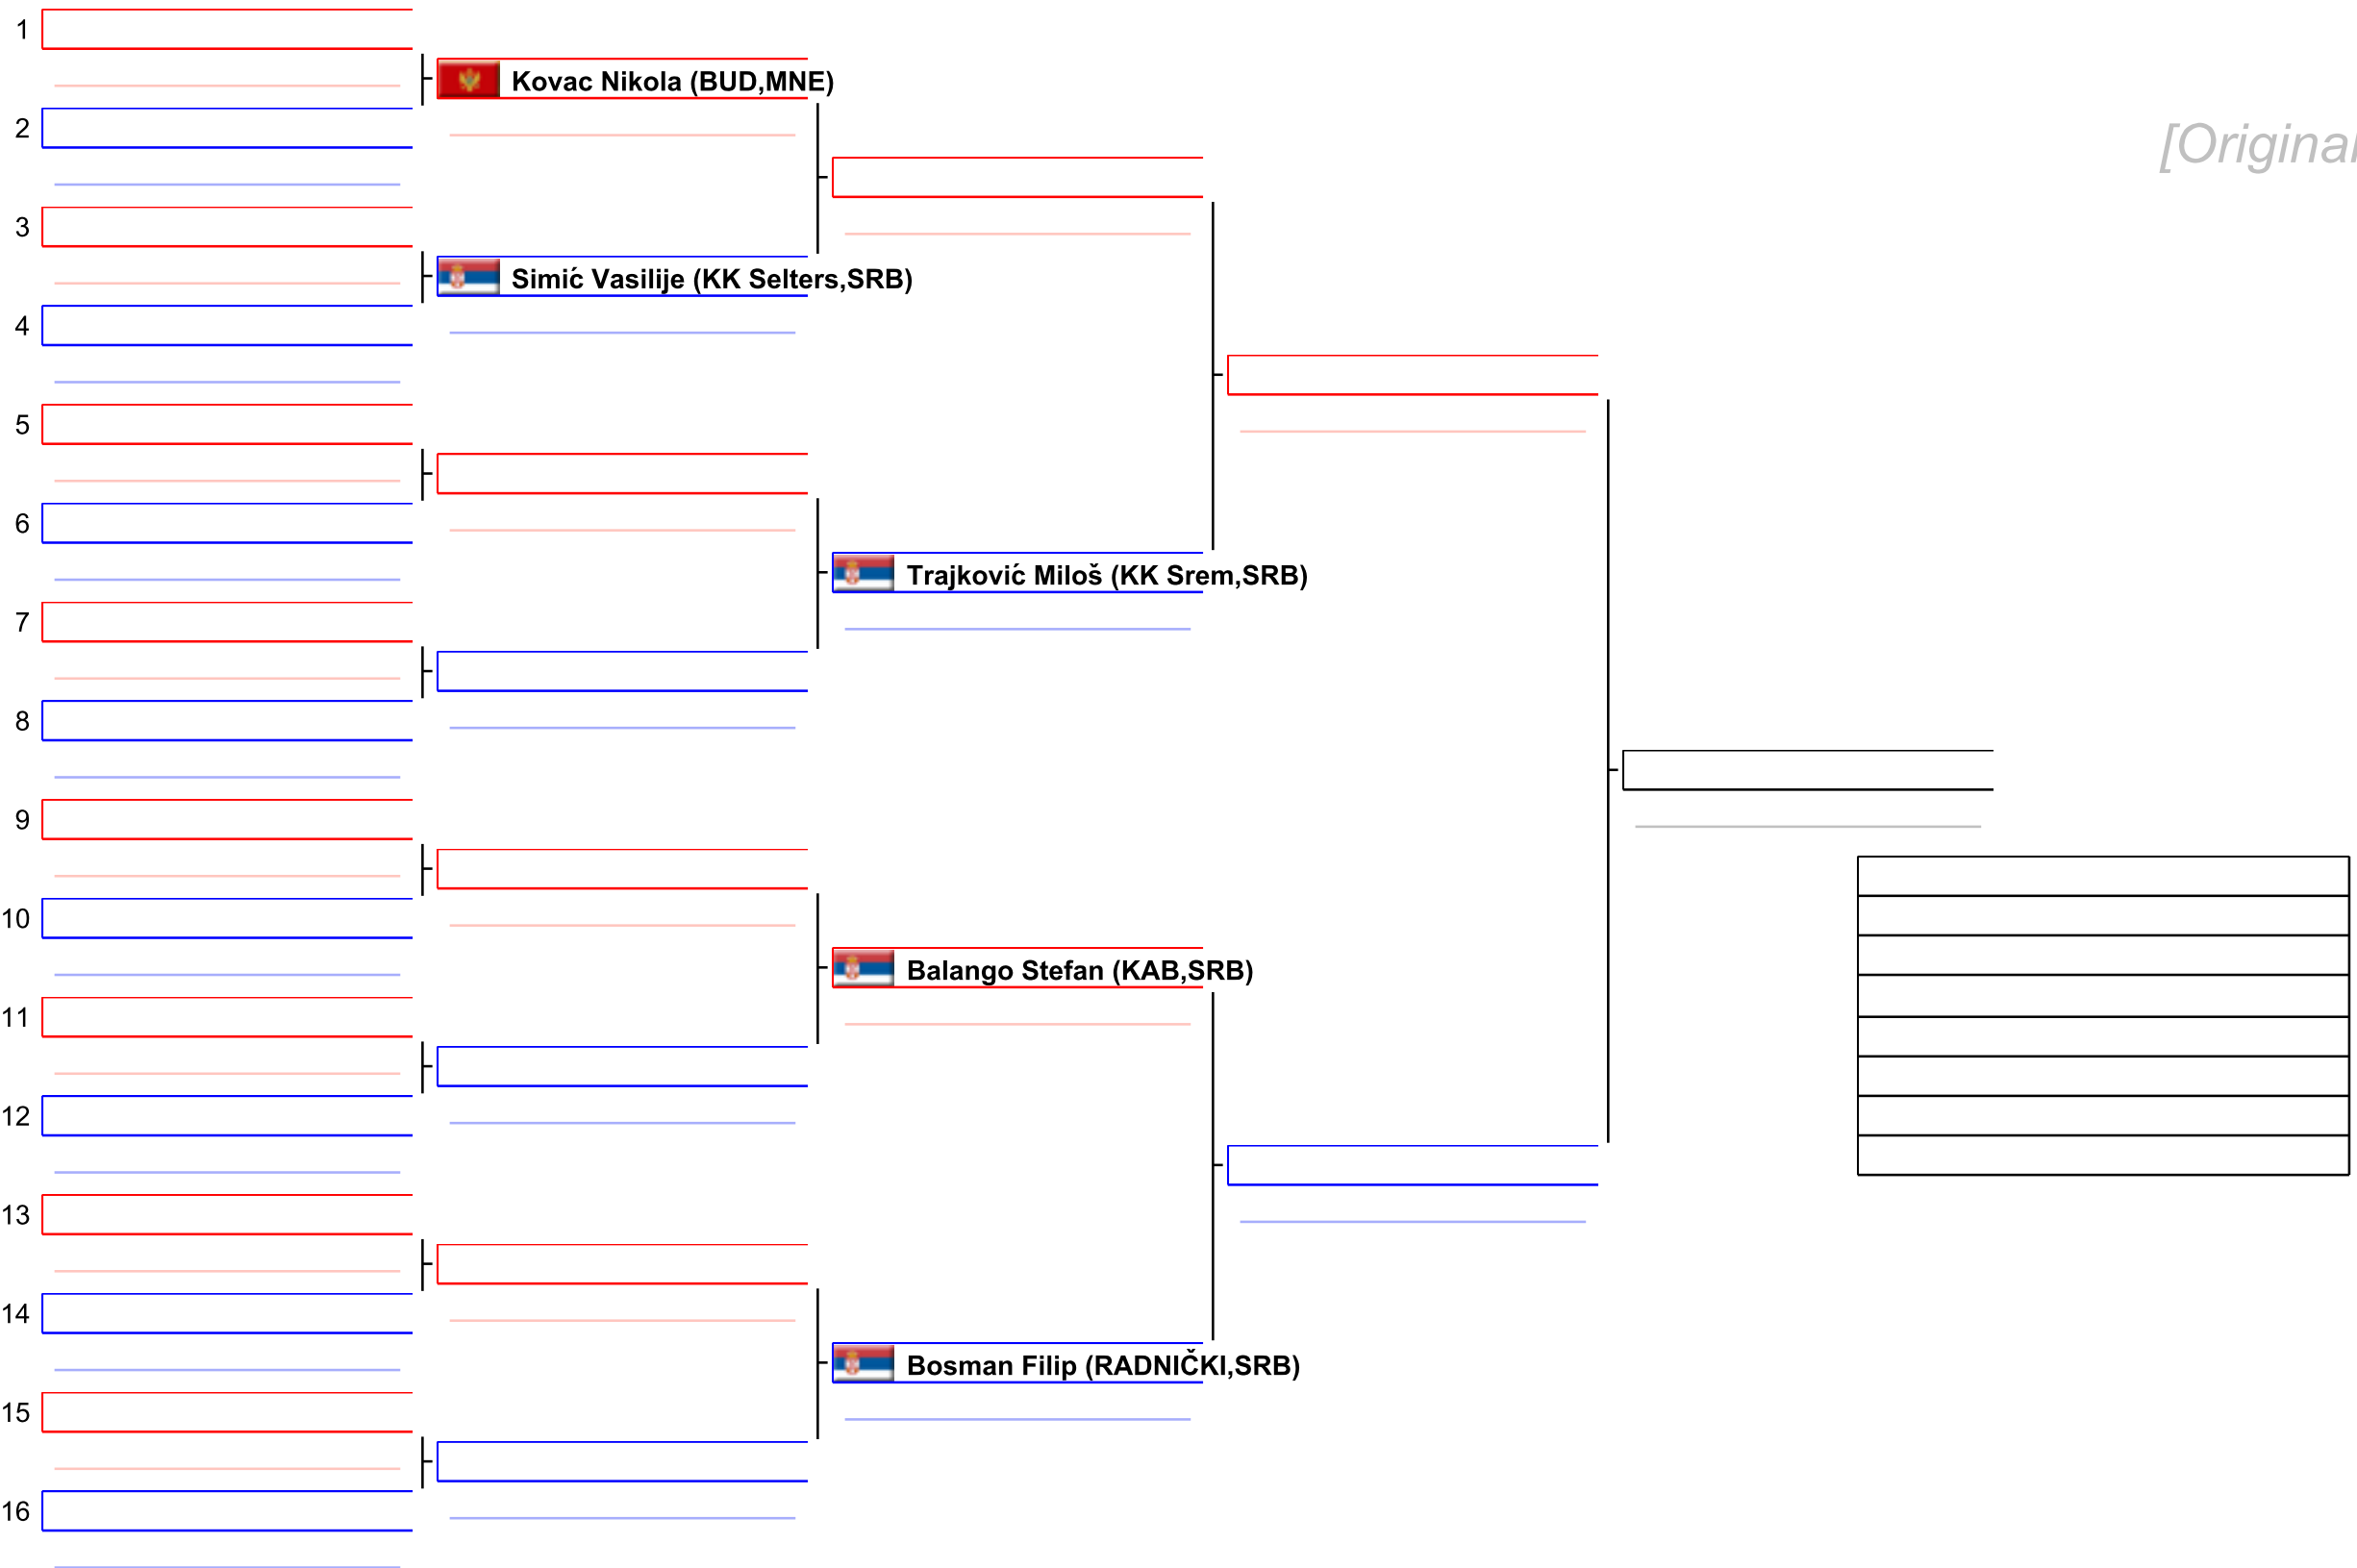 1
Kovac Nikola (BUD,MNE)
2
[Original
3
Simić Vasilije (KK Selters,SRB)
4
5
6
Trajković Miloš (KK Srem,SRB)
7
8
9
10
Balango Stefan (KAB,SRB)
11
12
13
14
Bosman Filip (RADNIČKI,SRB)
15
16